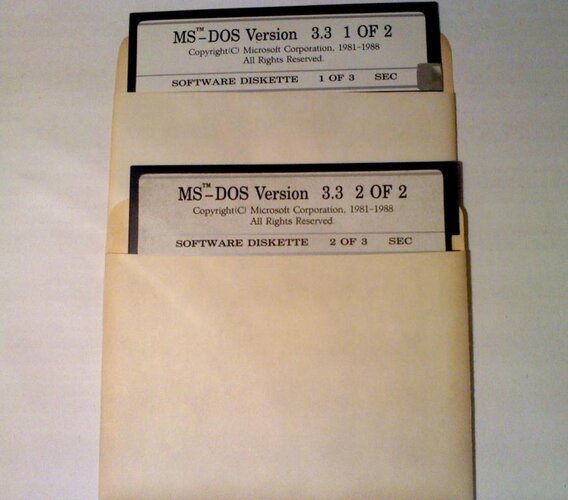 MS™-DOS Version 3.3 1 OF 2
Copyright(C) Microsoft Corporation, 1981-1988
All Rights Reserved.
SOFTWARE DISKETTE 1 OF 3 SEC
MS™-DOS Version 3.3 2 OF 2
Copyright(C) Microsoft Corporation, 1981-1988
All Rights Reserved.
SOFTWARE DISKETTE 2 OF 3 SEC